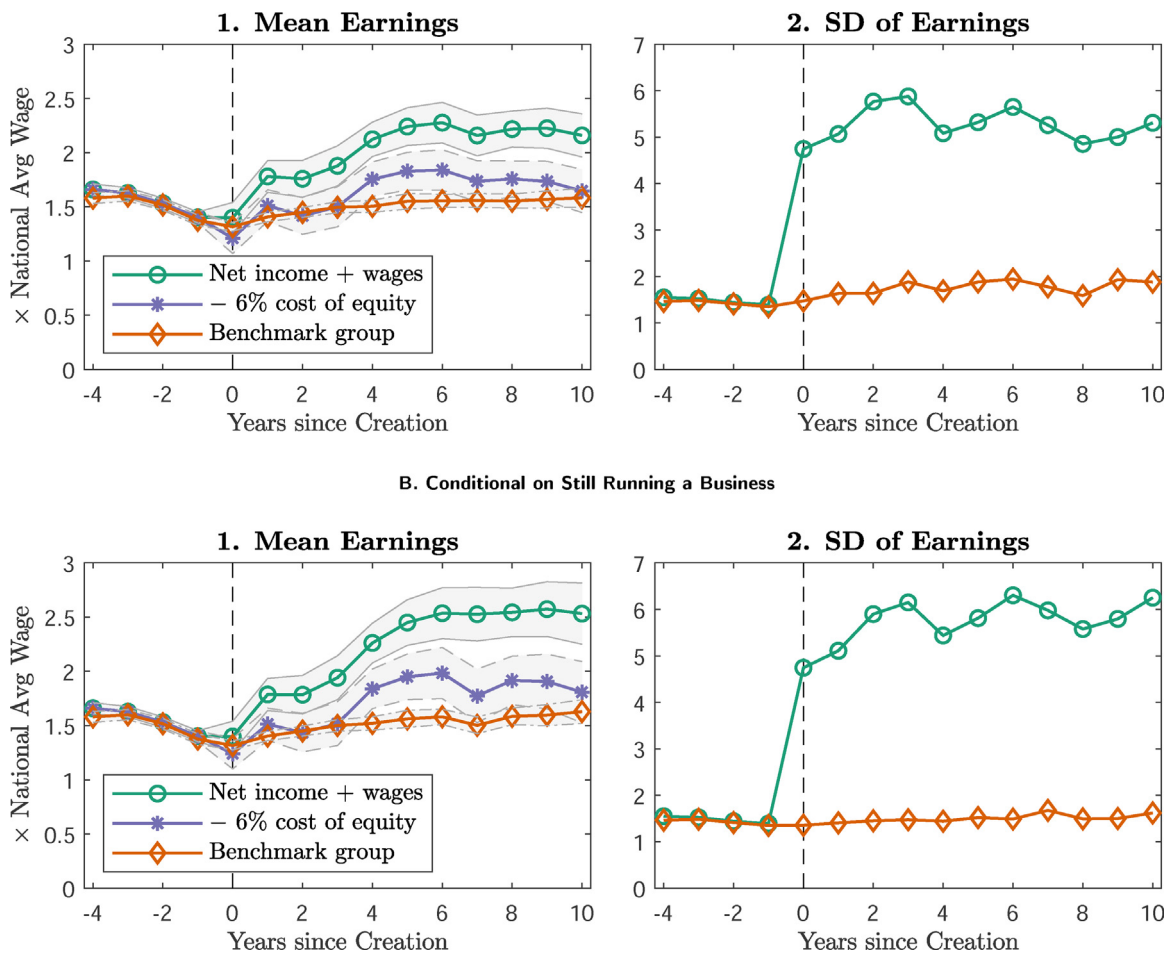 1. Mean Earnings
× National Avg Wage
3
2.5
2
1.5
1
0.5
0
-4 -2 0 2 4 6 8 10
Years since Creation
Net income + wages
− 6% cost of equity
Benchmark group
2. SD of Earnings
7
6
5
4
3
2
1
0
-4 -2 0 2 4 6 8 10
Years since Creation
B. Conditional on Still Running a Business
1. Mean Earnings
× National Avg Wage
3
2.5
2
1.5
1
0.5
0
-4 -2 0 2 4 6 8 10
Years since Creation
Net income + wages
− 6% cost of equity
Benchmark group
2. SD of Earnings
7
6
5
4
3
2
1
0
-4 -2 0 2 4 6 8 10
Years since Creation